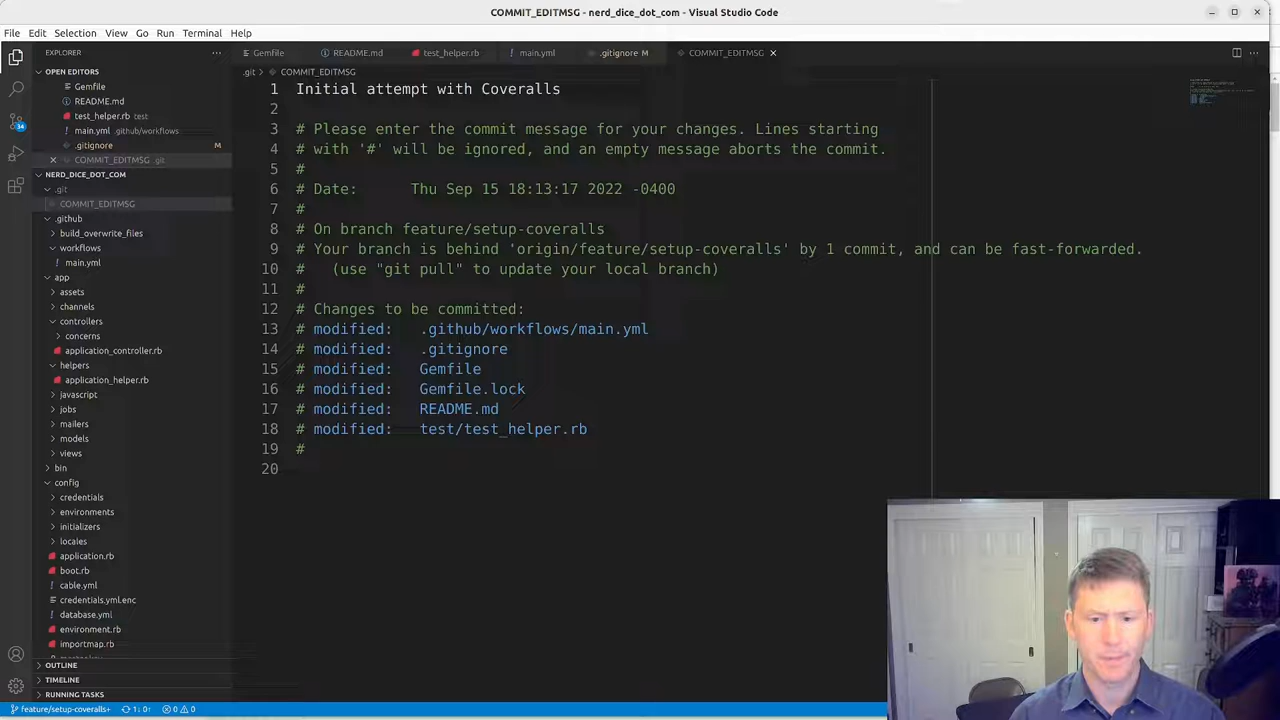 COMMIT_EDITMSG - nerd_dice_dot_com - Visual Studio Code
File Edit Selection View Go Run Terminal Help
EXPLORER
Gemfile README.md test_helper.rb main.yml .gitignore M COMMIT_EDITMSG
OPEN EDITORS
.git COMMIT_EDITMSG
Gemfile
README.md
test_helper.rb test
main.yml .github/workflows
.gitignore M
COMMIT_EDITMSG .git
NERD_DICE_DOT_COM
.git
COMMIT_EDITMSG
.github
build_overwrite_files
workflows
main.yml
app
assets
channels
controllers
concerns
application_controller.rb
helpers
application_helper.rb
javascript
jobs
mailers
models
views
bin
config
credentials
environments
initializers
locales
application.rb
boot.rb
cable.yml
credentials.yml.enc
database.yml
environment.rb
importmap.rb
OUTLINE
TIMELINE
RUNNING TASKS
34
1 Initial attempt with Coveralls
2
3 # Please enter the commit message for your changes. Lines starting
4 # with '#' will be ignored, and an empty message aborts the commit.
5 #
6 # Date: Thu Sep 15 18:13:17 2022 -0400
7 #
8 # On branch feature/setup-coveralls
9 # Your branch is behind 'origin/feature/setup-coveralls' by 1 commit, and can be fast-forwarded.
10 # (use "git pull" to update your local branch)
11 #
12 # Changes to be committed:
13 # modified: .github/workflows/main.yml
14 # modified: .gitignore
15 # modified: Gemfile
16 # modified: Gemfile.lock
17 # modified: README.md
18 # modified: test/test_helper.rb
19 #
20
feature/setup-coveralls+ 1↓ 0↑ 0 0